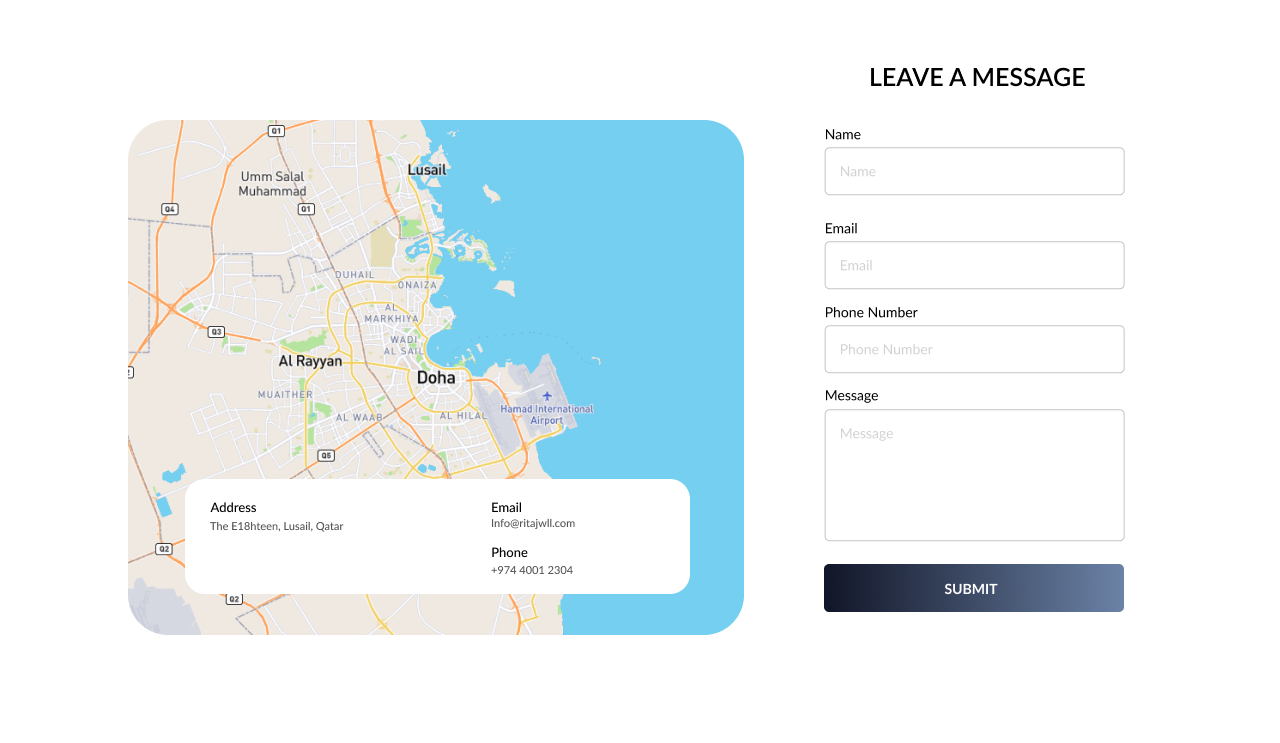 LEAVE A MESSAGE
Name
Name
Email
Email
Phone Number
Phone Number
Message
Message
SUBMIT
Q1
Lusail
Umm Salal
Muhammad
Q4
Q1
DUHAIL
ONAIZA
AL
MARKHIYA
Q3
WADI
AL SAIL
Al Rayyan
Doha
MUAITHER
Hamad International
Airport
AL WAAB
AL HILAL
Q5
Q2
Q2
Address
The E18hteen, Lusail, Qatar
Email
Info@ritajwll.com
Phone
+974 4001 2304